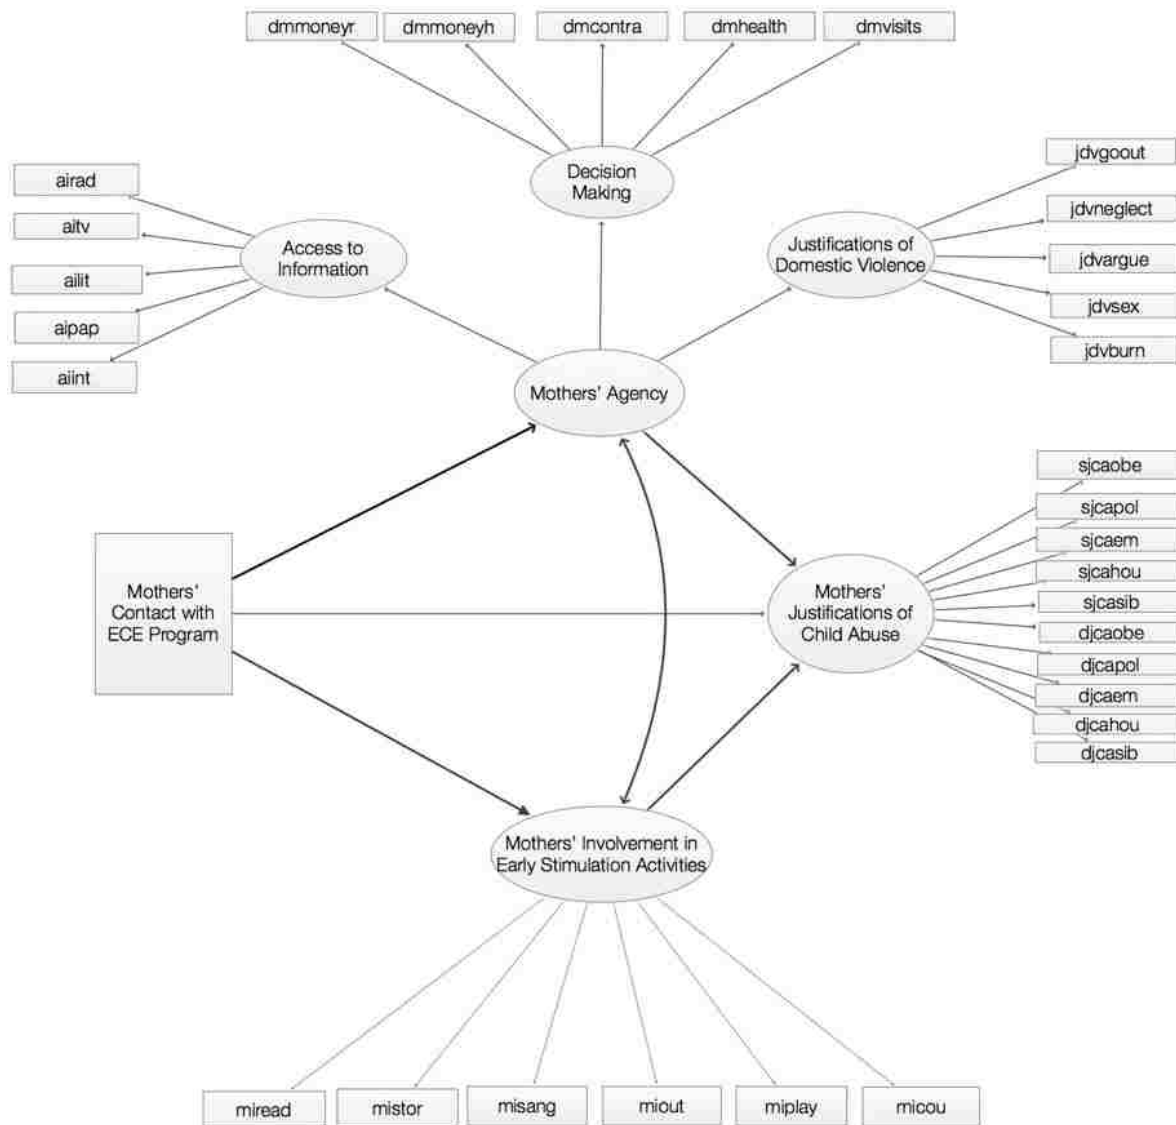 dmmoneyr
dmmoneyh
dmcontra
dmhealth
dmvisits
Decision
Making
airad
aitv
ailit
aipap
aiint
Access to
Information
Justifications of
Domestic Violence
jdvgoout
jdvneglect
jdvargue
jdvsex
jdvburn
Mothers' Agency
Mothers'
Contact with
ECE Program
Mothers'
Justifications of
Child Abuse
sjcaobe
sjcapol
sjcaem
sjcahou
sjcasib
djcaobe
djcapol
djcaem
djcahou
djcasib
Mothers' Involvement in
Early Stimulation Activities
miread
mistor
misang
miout
miplay
micou